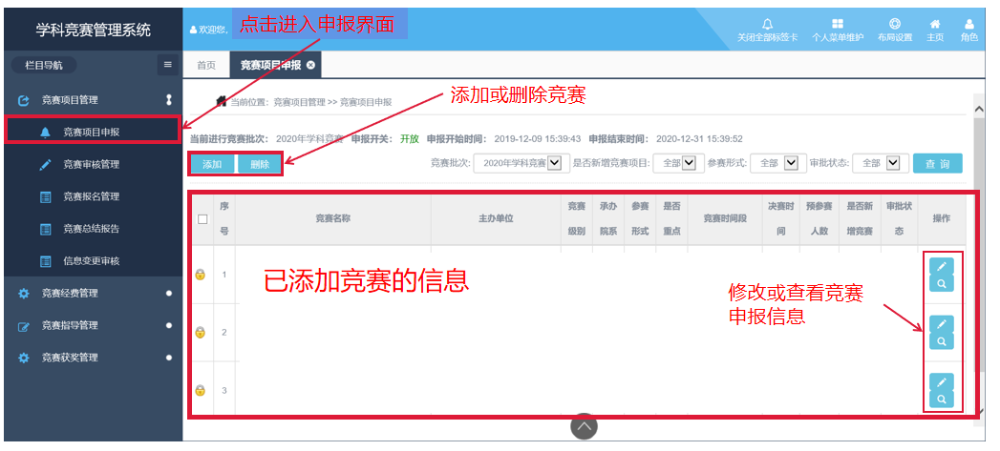 学科竞赛管理系统
欢迎您,
点击进入申报界面
关闭全部标签卡
个人菜单维护
布局设置
主页
角色
栏目导航
首页
竞赛项目申报
竞赛项目管理
竞赛项目申报
竞赛审核管理
竞赛报名管理
竞赛总结报告
信息变更审核
竞赛经费管理
竞赛指导管理
竞赛获奖管理
当前位置: 竞赛项目管理 >> 竞赛项目申报
添加或删除竞赛
当前进行竞赛批次: 2020年学科竞赛 申报开关: 开放 申报开始时间: 2019-12-09 15:39:43 申报结束时间: 2020-12-31 15:39:52
添加 删除
竞赛批次: 2020年学科竞赛 是否新增竞赛项目: 全部 参赛形式: 全部 审批状态: 全部 查 询
序号
竞赛名称
主办单位
竞赛级别
承办院系
参赛形式
是否重点
竞赛时间段
决赛时间
预参赛人数
是否新增竞赛
审批状态
操作
1
已添加竞赛的信息
修改或查看竞赛
申报信息
2
3